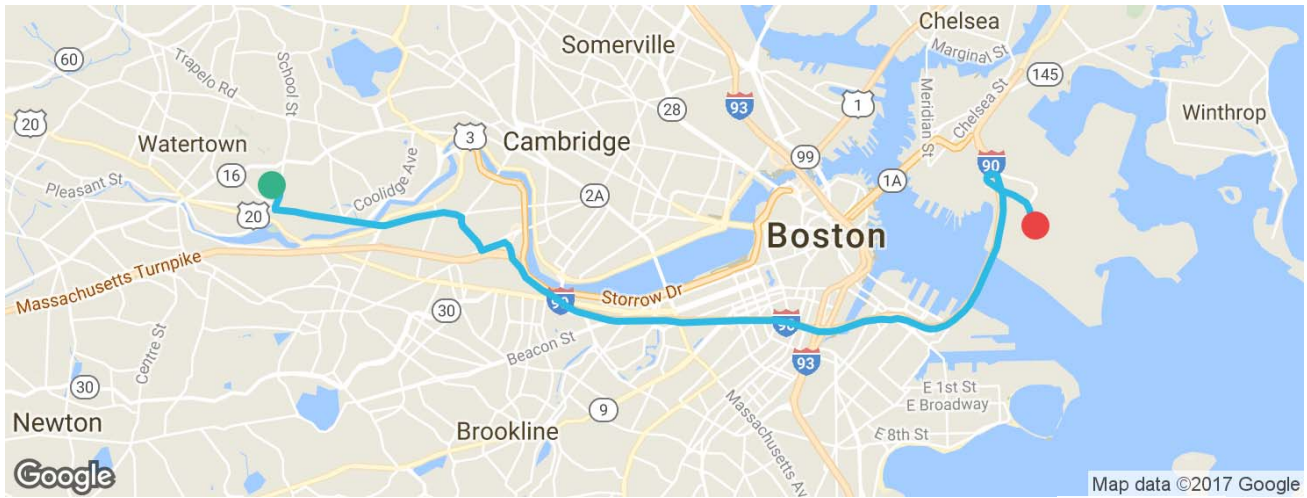 Chelsea
Somerville
Marginal St
60
Trapelo Rd
School St
145
93
28
1
Meridian St
Chelsea St
Winthrop
20
Watertown
3
Cambridge
99
16
Coolidge Ave
90
Pleasant St
20
2A
1A
Boston
Massachusetts Turnpike
Storrow Dr
90
30
90
Beacon St
93
Centre St
30
E 1st St
E Broadway
9
Massachusetts Av
Newton
Brookline
E 8th St
Google
Map data ©2017 Google